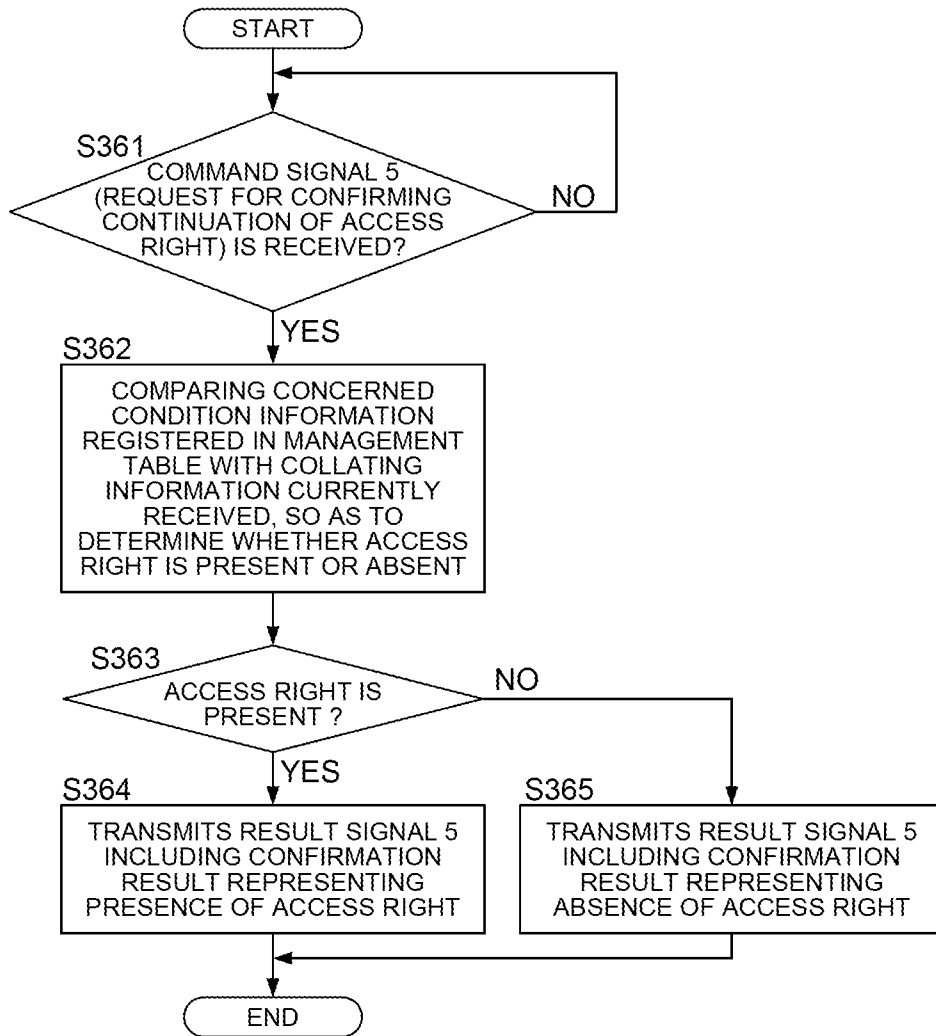 START
S361
COMMAND SIGNAL 5
(REQUEST FOR CONFIRMING
CONTINUATION OF ACCESS
RIGHT) IS RECEIVED?
NO
YES
S362
COMPARING CONCERNED
CONDITION INFORMATION
REGISTERED IN MANAGEMENT
TABLE WITH COLLATING
INFORMATION CURRENTLY
RECEIVED, SO AS TO
DETERMINE WHETHER ACCESS
RIGHT IS PRESENT OR ABSENT
S363
ACCESS RIGHT IS
PRESENT ?
NO
YES
S364
TRANSMITS RESULT SIGNAL 5
INCLUDING CONFIRMATION
RESULT REPRESENTING
PRESENCE OF ACCESS RIGHT
S365
TRANSMITS RESULT SIGNAL 5
INCLUDING CONFIRMATION
RESULT REPRESENTING
ABSENCE OF ACCESS RIGHT
END